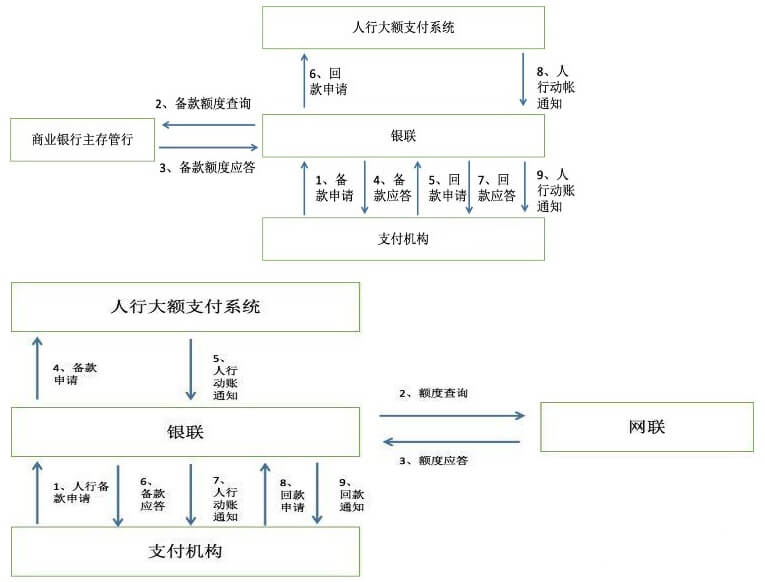 人行大额支付系统
6、回
款申请
8、人
行动帐
通知
2、备款额度查询
商业银行主存管行
银联
3、备款额度应答
1、备
款申请
4、备
款应答
5、回
款申请
7、回
款应答
9、人
行动账
通知
支付机构
人行大额支付系统
4、备款
申请
5、
人行
动账
通知
2、额度查询
银联
网联
3、额度应答
1、人行备
款申请
6、
备款
应答
7、
人行
动账
通知
8、
回款
申请
9、
回款
通知
支付机构